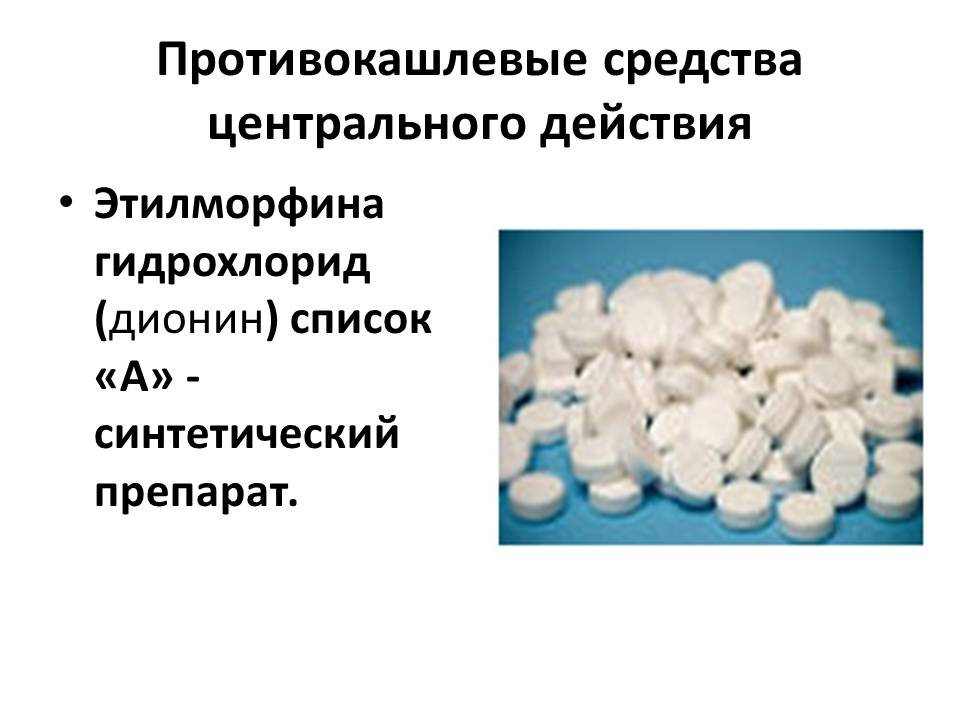 Противокашлевые средства
центрального действия
• Этилморфина
гидрохлорид
(дионин) список
«А» -
синтетический
препарат.